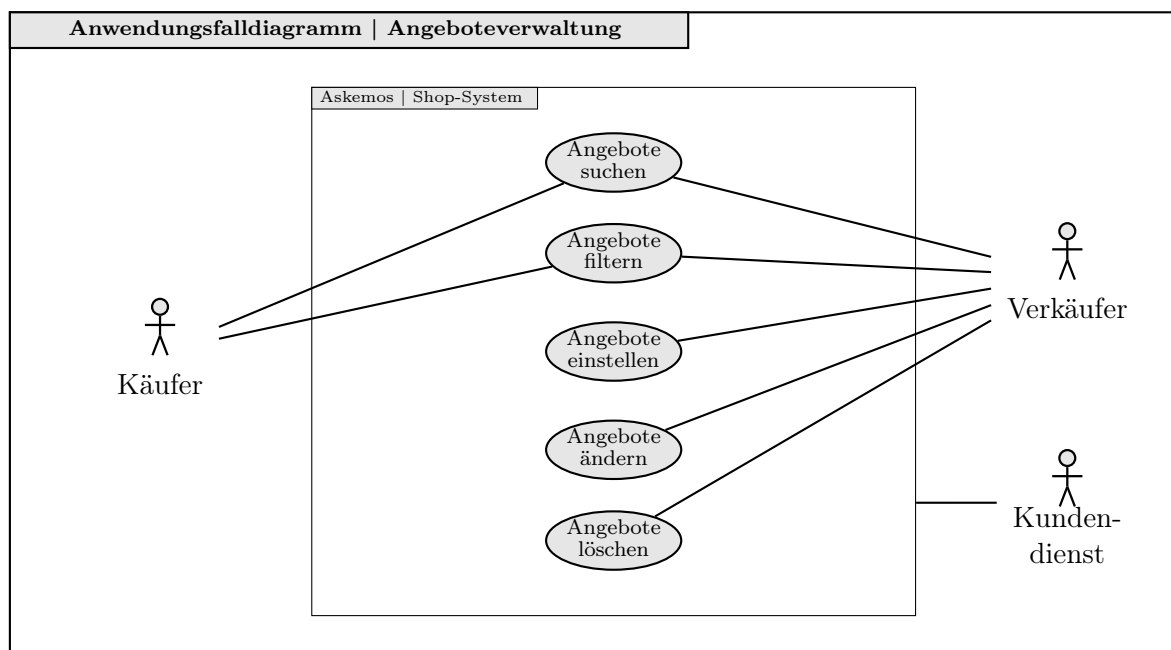 Anwendungsfalldiagramm | Angeboteverwaltung
Askemos | Shop-System
Angebote
suchen
Angebote
filtern
Angebote
einstellen
Angebote
ändern
Angebote
löschen
Käufer
Verkäufer
Kunden-
dienst